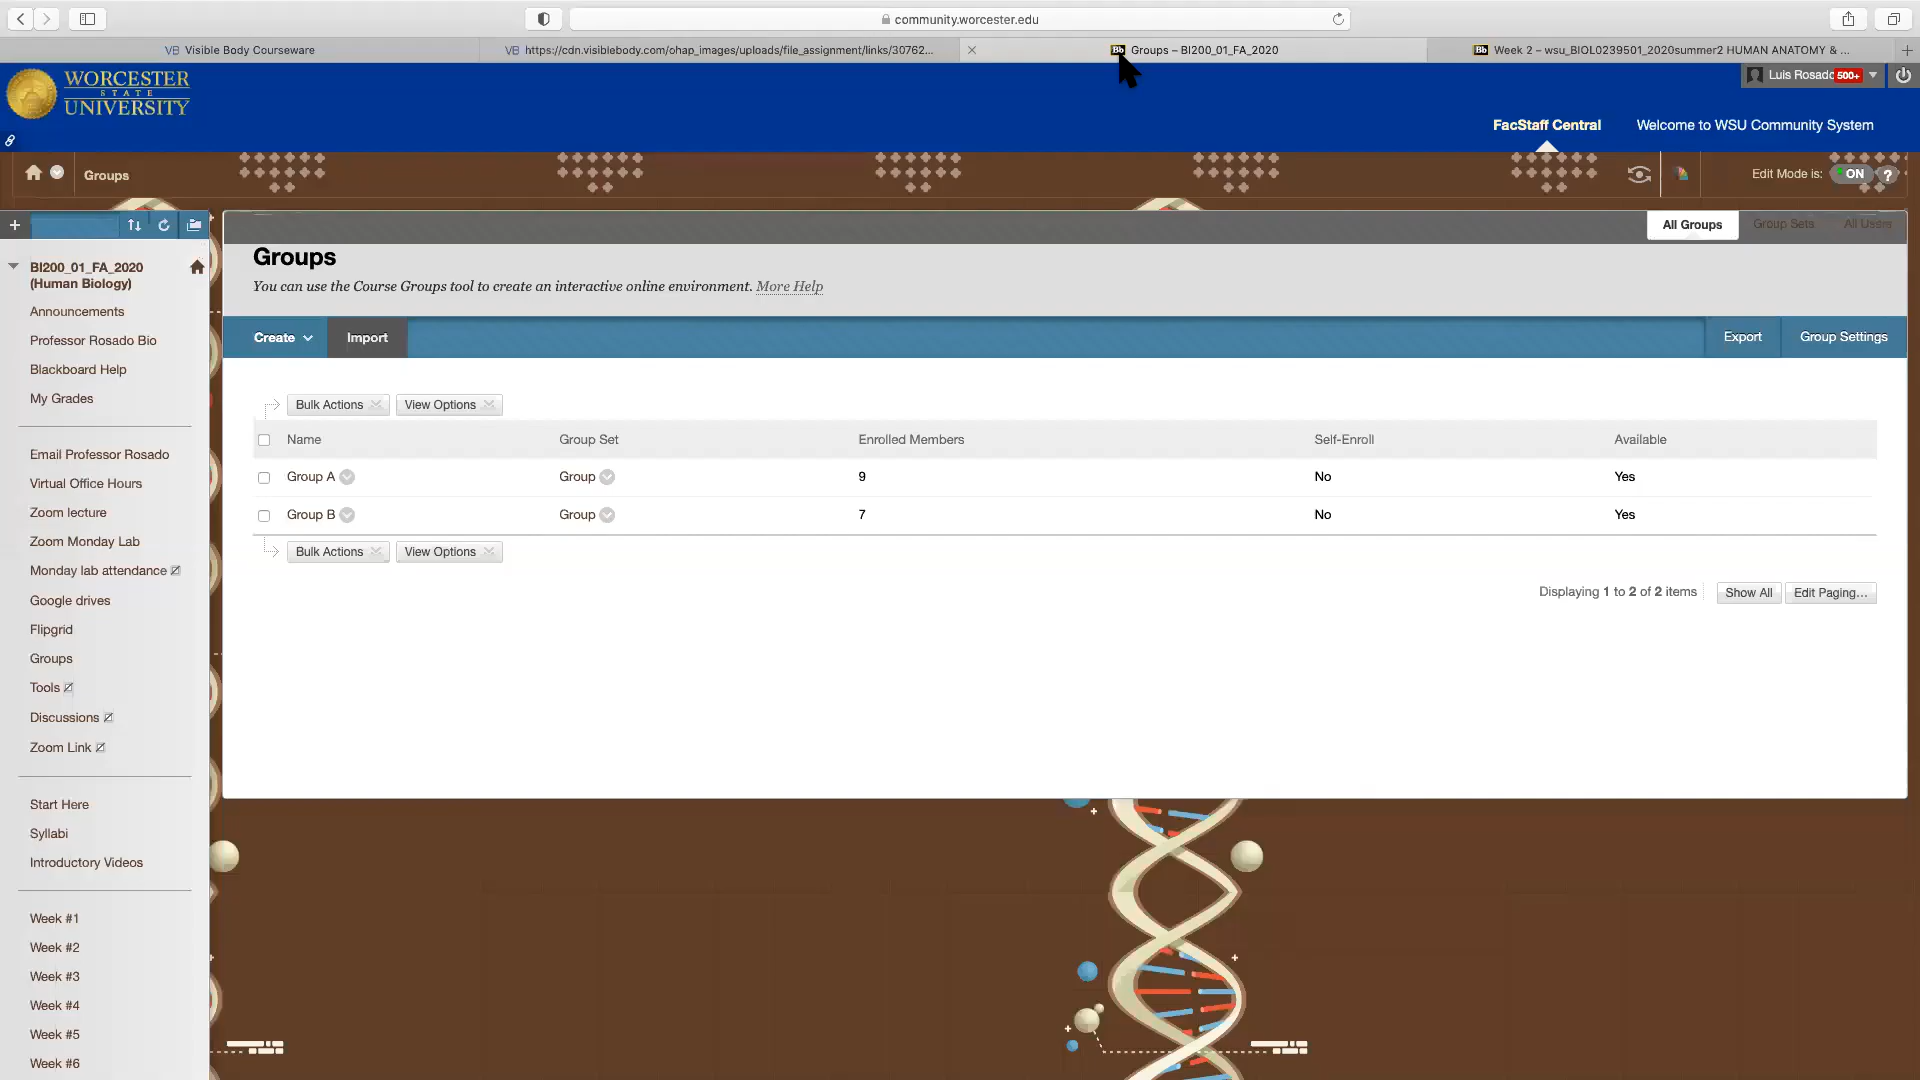 community.worcester.edu
VB Visible Body Courseware
VB https://cdn.visiblebody.com/ohap_images/uploads/file_assignment/links/30762...
Bb Groups – BI200_01_FA_2020
Bb Week 2 – wsu_BIOL0239501_2020summer2 HUMAN ANATOMY & ...
WORCESTER
STATE
UNIVERSITY
Luis Rosado 500+
FacStaff Central
Welcome to WSU Community System
Groups
Edit Mode is:
ON
?
All Groups
Group Sets
All Users
BI200_01_FA_2020
(Human Biology)
Announcements
Professor Rosado Bio
Blackboard Help
My Grades
Email Professor Rosado
Virtual Office Hours
Zoom lecture
Zoom Monday Lab
Monday lab attendance
Google drives
Flipgrid
Groups
Tools
Discussions
Zoom Link
Start Here
Syllabi
Introductory Videos
Week #1
Week #2
Week #3
Week #4
Week #5
Week #6
Groups
You can use the Course Groups tool to create an interactive online environment. More Help
Create
Import
Export
Group Settings
Bulk Actions
View Options
Name Group Set Enrolled Members Self-Enroll Available
Group A Group 9 No Yes
Group B Group 7 No Yes
Bulk Actions
View Options
Displaying 1 to 2 of 2 items
Show All
Edit Paging...